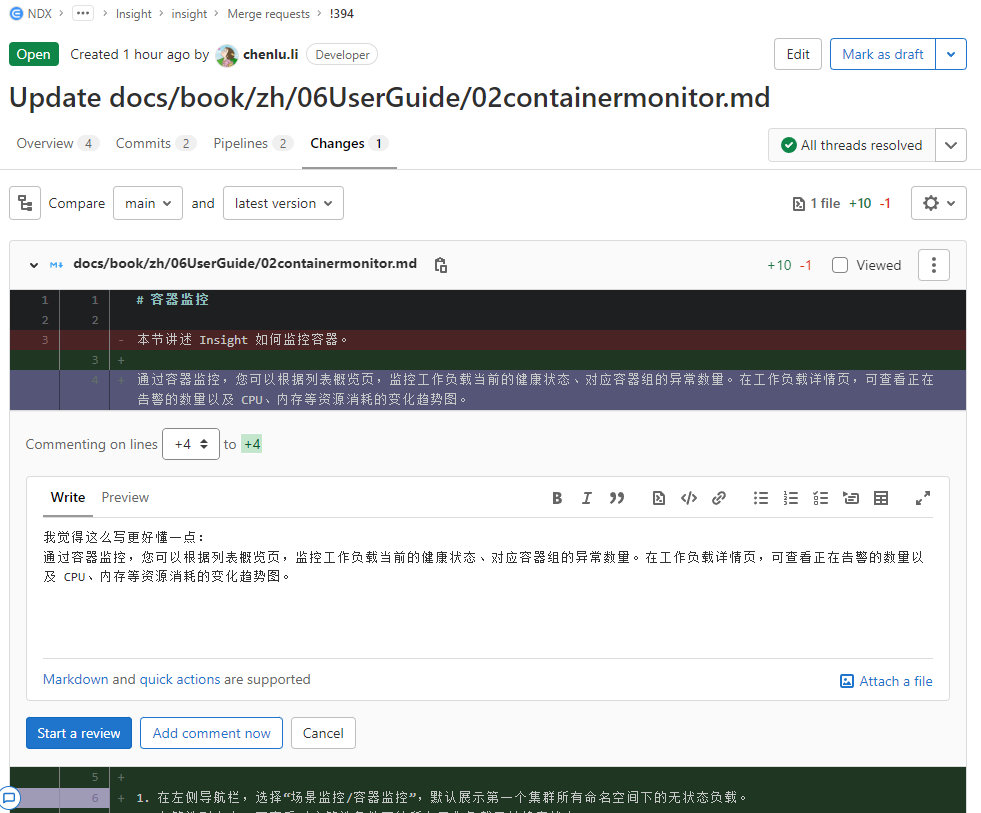 NDX > ••• > Insight > insight > Merge requests > !394
Open Created 1 hour ago by chenlu.li Developer Edit Mark as draft
Update docs/book/zh/06UserGuide/02containermonitor.md
Overview 4 Commits 2 Pipelines 2 Changes 1 All threads resolved
Compare main and latest version 1 file +10 -1
docs/book/zh/06UserGuide/02containermonitor.md +10 -1 Viewed
1 1 # 容器监控
2 2
3 - 本节讲述 Insight 如何监控容器。
3 +
4 + 通过容器监控，您可以根据列表概览页，监控工作负载当前的健康状态、对应容器组的异常数量。在工作负载详情页，可查看正在
告警的数量以及 CPU、内存等资源消耗的变化趋势图。
Commenting on lines +4 to +4
Write Preview
我觉得这么写更好懂一点：
通过容器监控，您可以根据列表概览页，监控工作负载当前的健康状态、对应容器组的异常数量。在工作负载详情页，可查看正在告警的数量以
及 CPU、内存等资源消耗的变化趋势图。
Markdown and quick actions are supported Attach a file
Start a review Add comment now Cancel
5 +
6 + 1. 在左侧导航栏，选择“场景监控/容器监控”，默认展示第一个集群所有命名空间下的无状态负载。